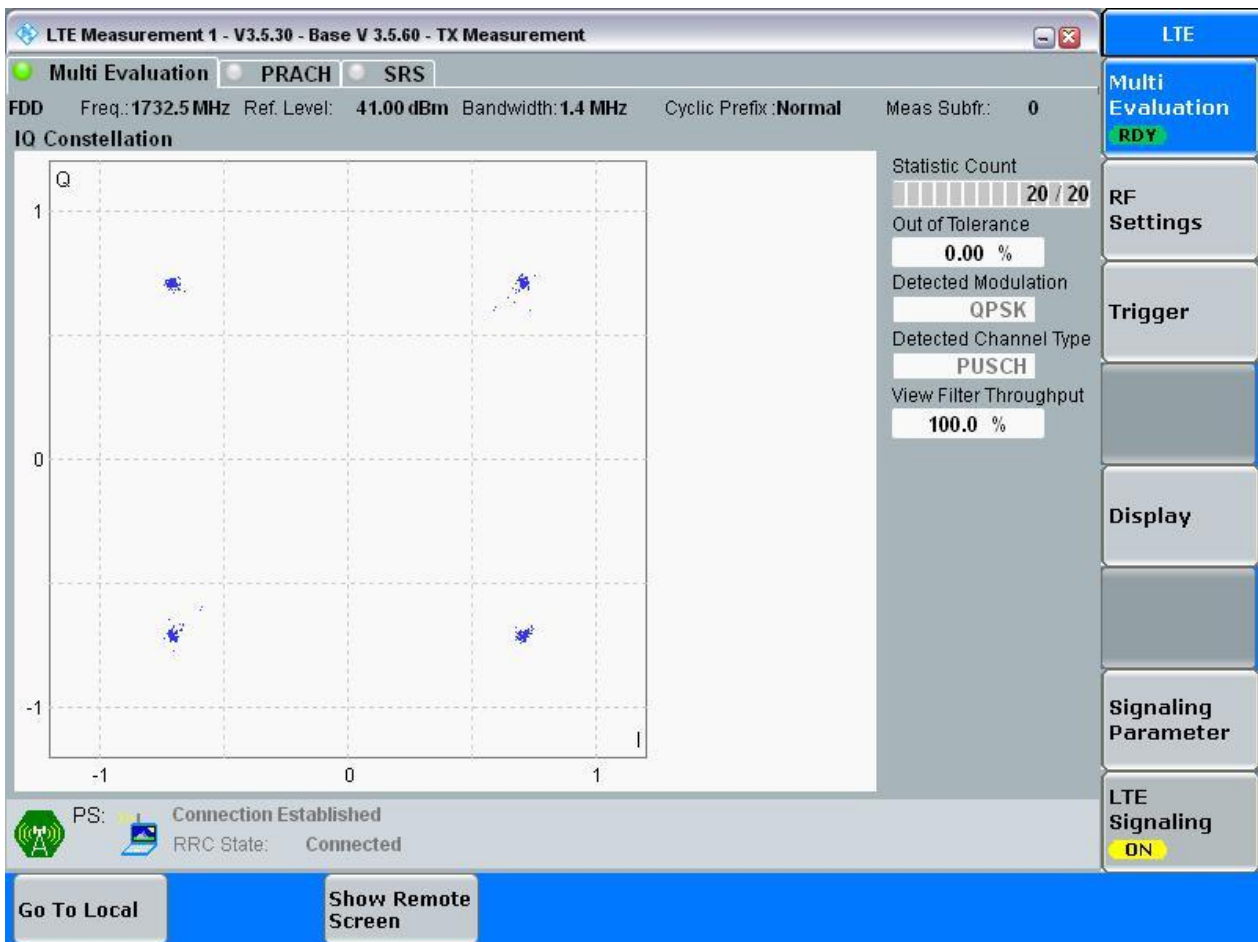 LTE Measurement 1 - V3.5.30 - Base V 3.5.60 - TX Measurement
Multi Evaluation PRACH SRS
FDD Freq.: 1732.5 MHz Ref. Level: 41.00 dBm Bandwidth: 1.4 MHz Cyclic Prefix : Normal Meas Subfr.: 0
IQ Constellation
Q
1
0
-1
I
-1 0 1
Statistic Count
20 / 20
Out of Tolerance
0.00 %
Detected Modulation
QPSK
Detected Channel Type
PUSCH
View Filter Throughput
100.0 %
PS: Connection Established
RRC State: Connected
LTE
Multi
Evaluation
RDY
RF
Settings
Trigger
Display
Signaling
Parameter
LTE
Signaling
ON
Go To Local
Show Remote
Screen